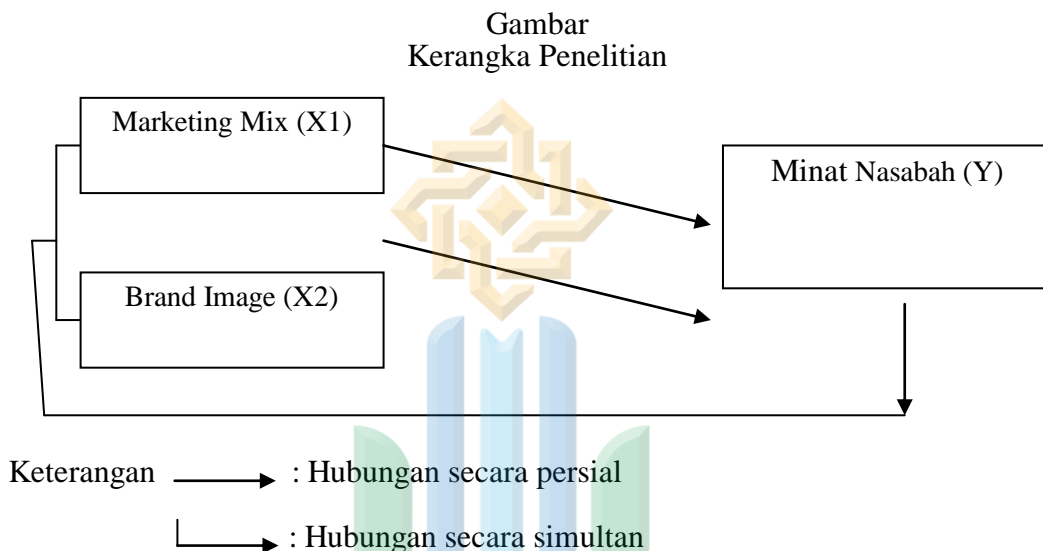 Gambar
Kerangka Penelitian
Marketing Mix (X1)
Minat Nasabah (Y)
Brand Image (X2)
Keterangan : Hubungan secara persial
: Hubungan secara simultan